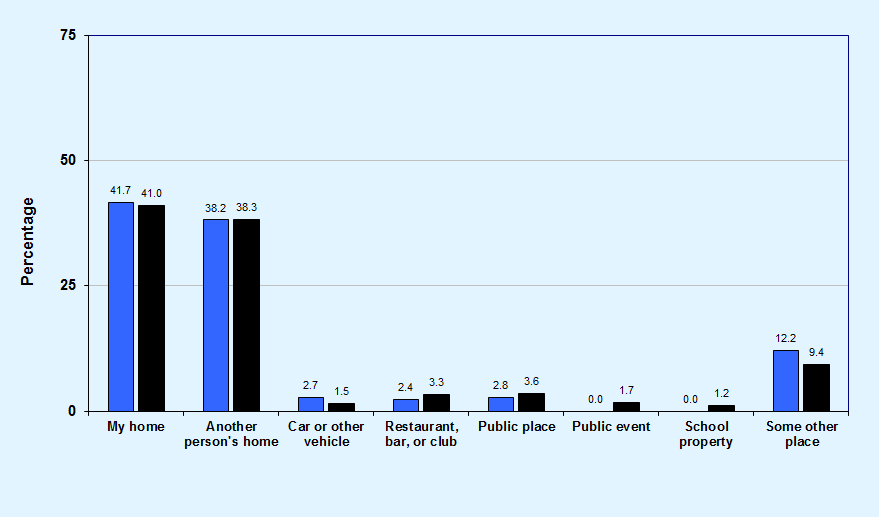 75
50
25
0
Percentage
41.7
41.0
38.2
38.3
2.7
1.5
2.4
3.3
2.8
3.6
0.0
1.7
0.0
1.2
12.2
9.4
My home
Another
person's home
Car or other
vehicle
Restaurant,
bar, or club
Public place
Public event
School
property
Some other
place